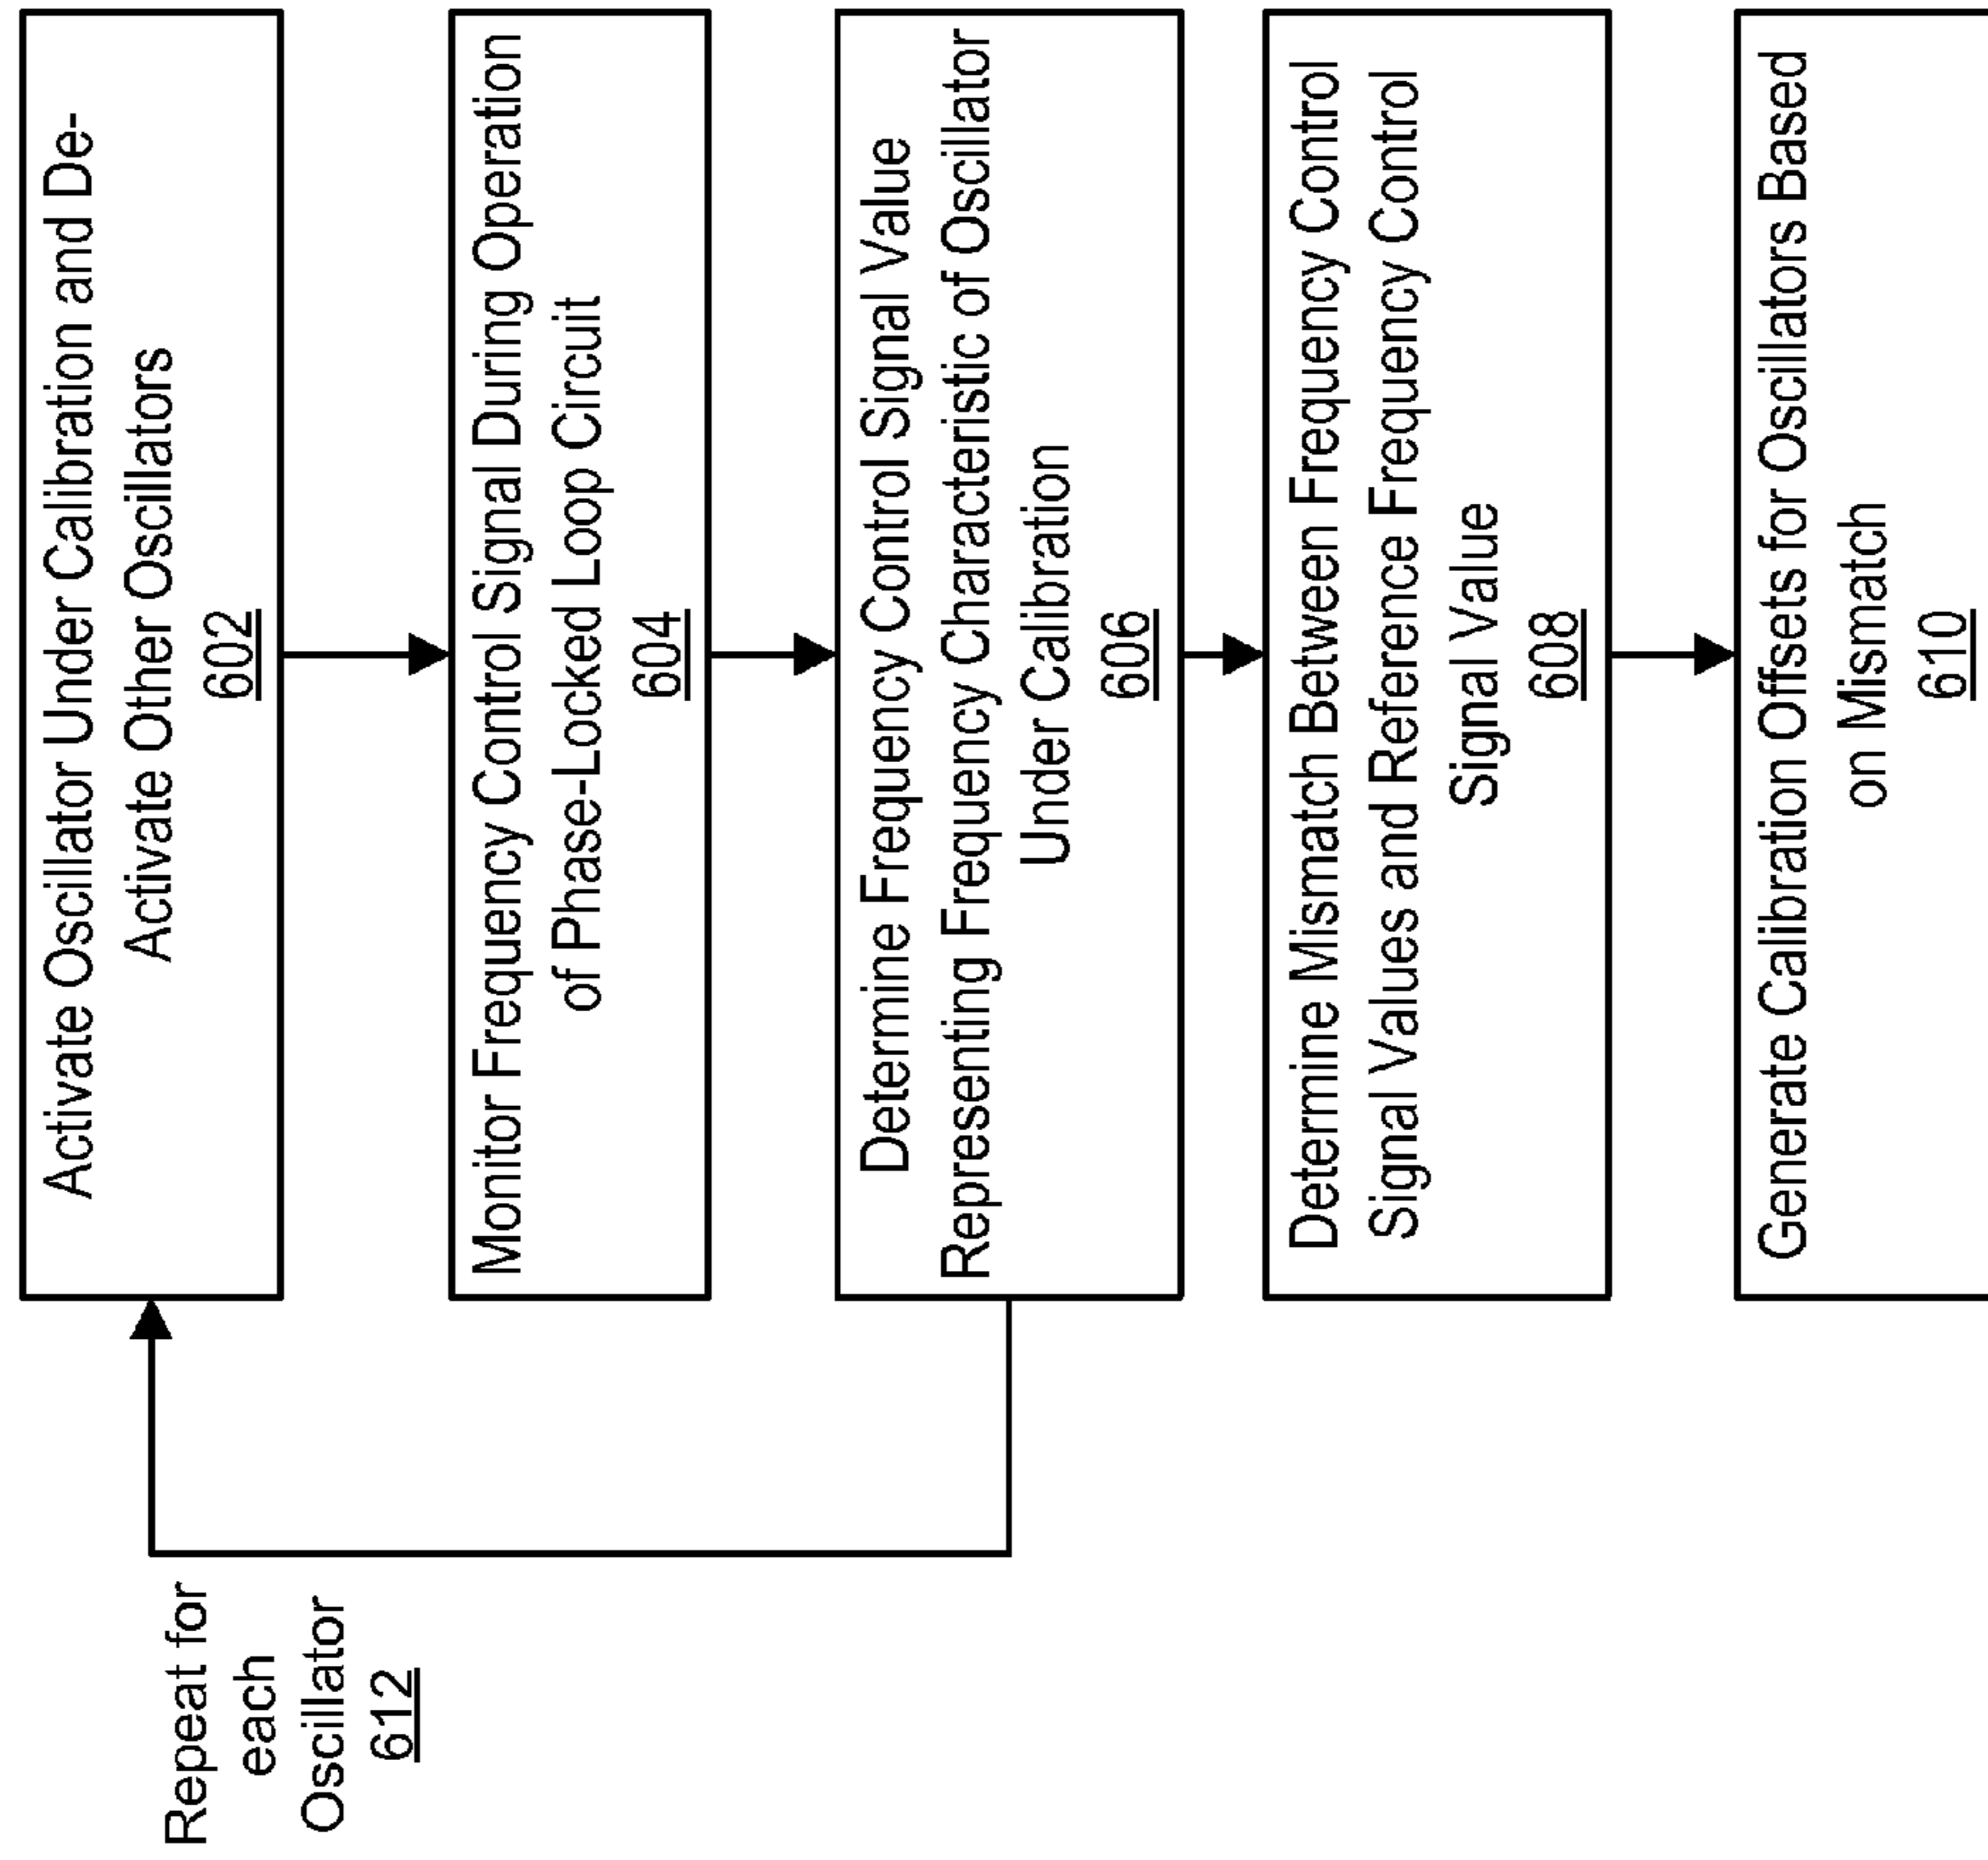 Activate Oscillator Under Calibration and De-
Activate Other Oscillators
602
Monitor Frequency Control Signal During Operation
of Phase-Locked Loop Circuit
604
Determine Frequency Control Signal Value
Representing Frequency Characteristic of Oscillator
Under Calibration
606
Determine Mismatch Between Frequency Control
Signal Values and Reference Frequency Control
Signal Value
608
Generate Calibration Offsets for Oscillators Based
on Mismatch
610
Repeat for
each
Oscillator
612